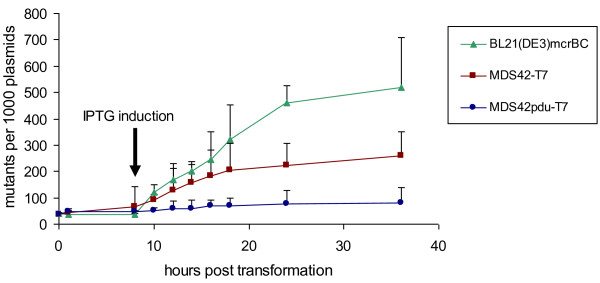 800
700
600
500
400
300
200
100
0
mutants per 1000 plasmids
IPTG induction
0 10 20 30 40
hours post transformation
BL21(DE3)mcrBC
MDS42-T7
MDS42pdu-T7